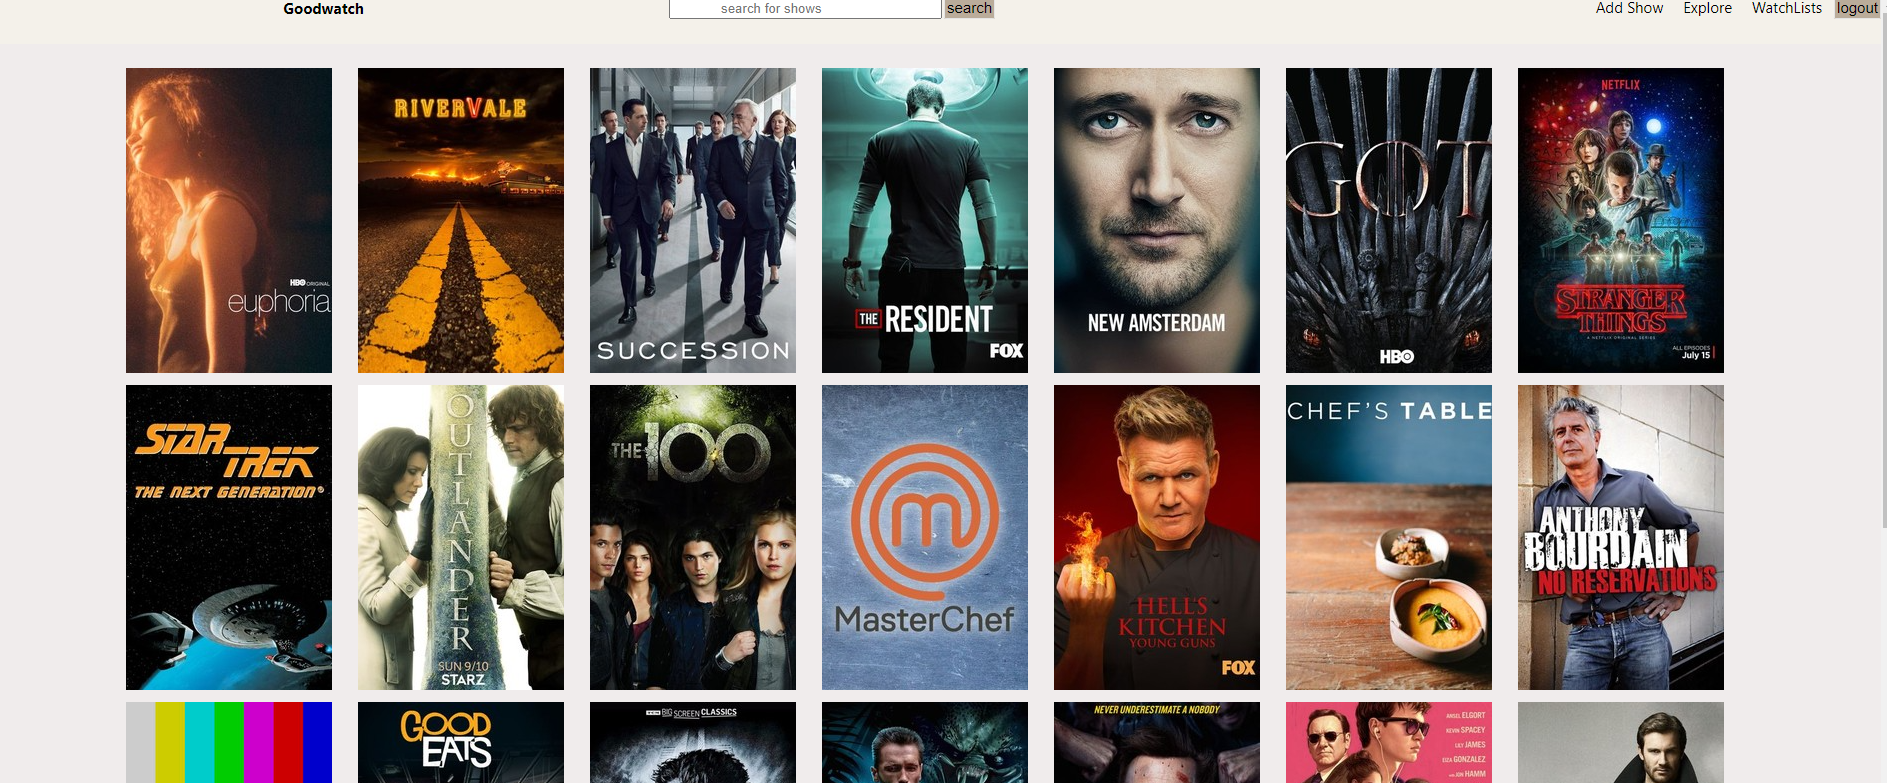 Goodwatch
search for shows
search
Add Show
Explore
WatchLists
logout
HBO ORIGINAL
euphoria
RIVERVALE
SUCCESSION
THE RESIDENT
FOX
NEW AMSTERDAM
GOT
HBO
NETFLIX
STRANGER
THINGS
A NETFLIX ORIGINAL SERIES
ALL EPISODES
July 15
STAR
TREK
THE NEXT GENERATION®
OUTLANDER
SUN 9/10
STARZ
THE 100
m
MasterChef
HELL'S
KITCHEN
YOUNG GUNS
FOX
CHEF'S TABLE
ANTHONY
BOURDAIN
NO RESERVATIONS
GOOD
EATS
BIG SCREEN CLASSICS
NEVER UNDERESTIMATE A NOBODY
ANSEL ELGORT
KEVIN SPACEY
LILY JAMES
EIZA GONZALEZ
JON HAMM